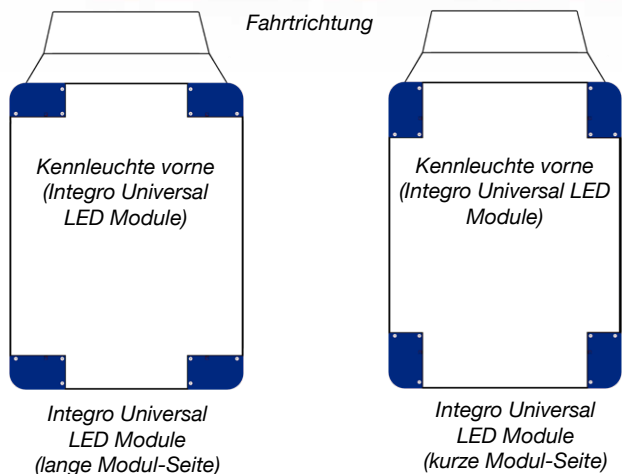 Fahrtrichtung
Kennleuchte vorne
(Integro Universal
LED Module)
Kennleuchte vorne
(Integro Universal LED
Module)
Integro Universal
LED Module
(lange Modul-Seite)
Integro Universal
LED Module
(kurze Modul-Seite)